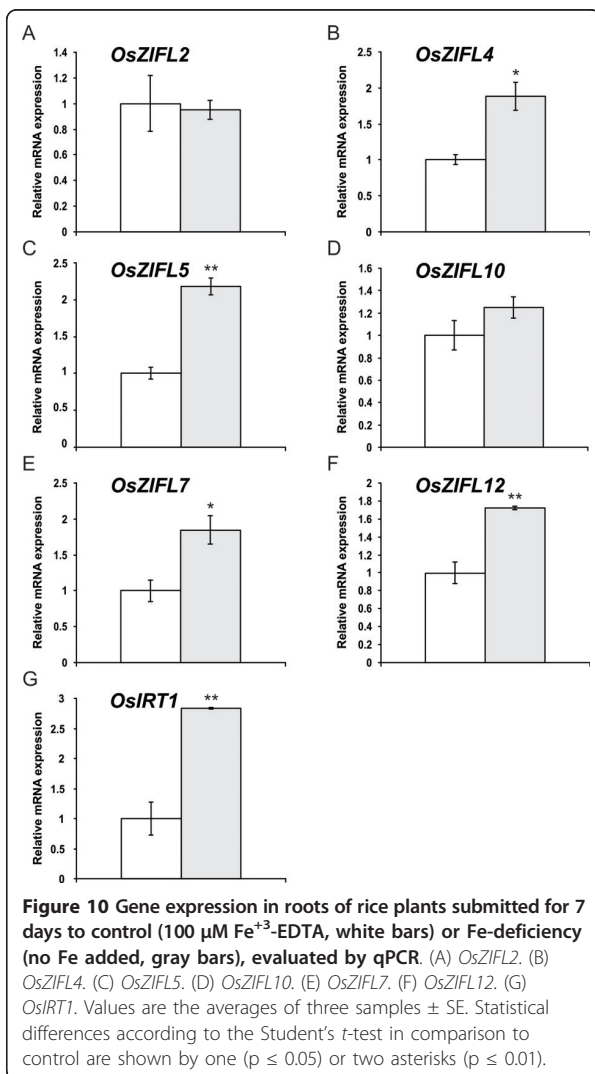 A
OsZIFL2
Relative mRNA expression
1.4
1.2
1
0.8
0.6
0.4
0.2
0
B
OsZIFL4
Relative mRNA expression
2.5
2
1.5
1
0.5
0
*
C
OsZIFL5
Relative mRNA expression
2.5
2
1.5
1
0.5
0
**
D
OsZIFL10
Relative mRNA expression
1.6
1.4
1.2
1
0.8
0.6
0.4
0.2
0
E
OsZIFL7
Relative mRNA expression
2.5
2
1.5
1
0.5
0
*
F
OsZIFL12
Relative mRNA expression
2
1.8
1.6
1.4
1.2
1
0.8
0.6
0.4
0.2
0
**
G
OsIRT1
Relative mRNA expression
3
2.5
2
1.5
1
0.5
0
**
Figure 10 Gene expression in roots of rice plants submitted for 7
days to control (100 μM Fe⁺³-EDTA, white bars) or Fe-deficiency
(no Fe added, gray bars), evaluated by qPCR. (A) OsZIFL2. (B)
OsZIFL4. (C) OsZIFL5. (D) OsZIFL10. (E) OsZIFL7. (F) OsZIFL12. (G)
OsIRT1. Values are the averages of three samples ± SE. Statistical
differences according to the Student's t-test in comparison to
control are shown by one (p ≤ 0.05) or two asterisks (p ≤ 0.01).